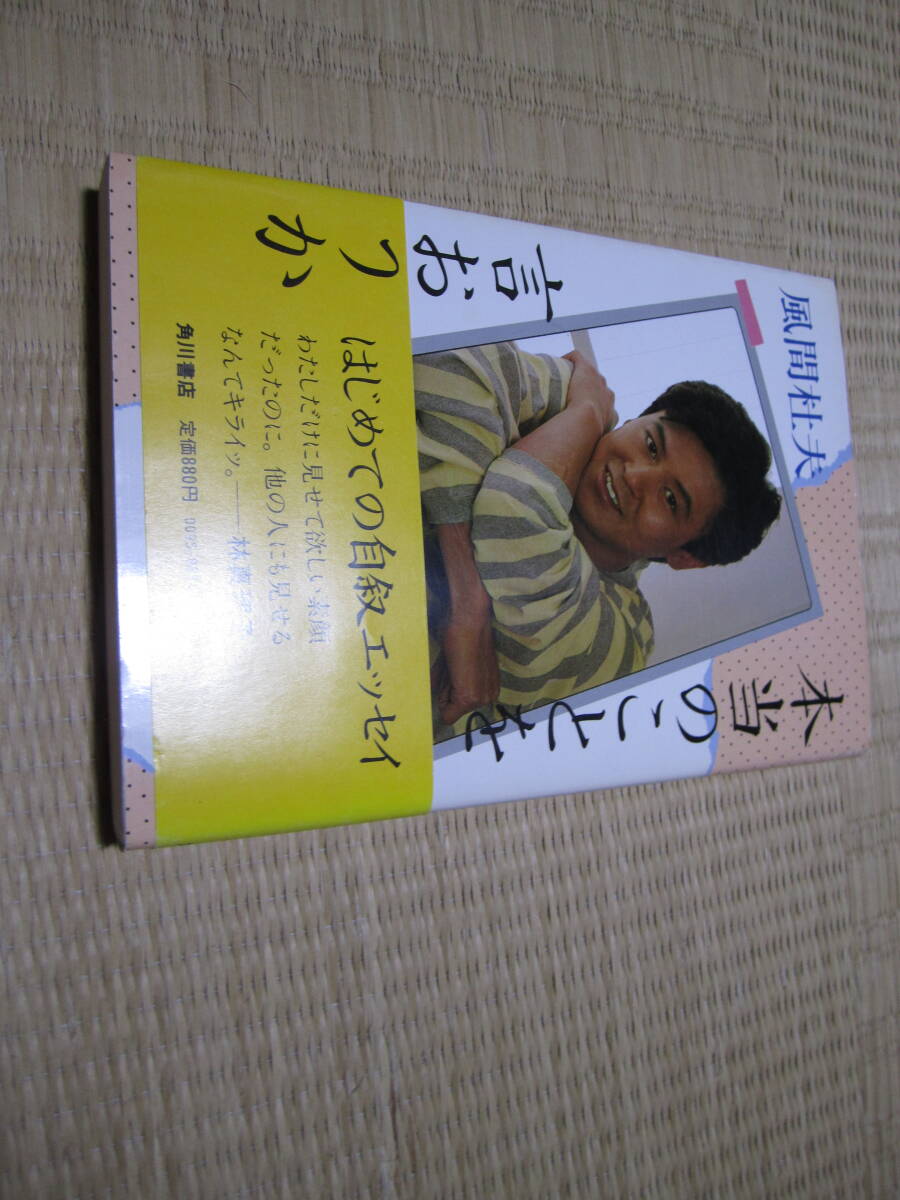 風間杜夫
本当のことを
言おうか
はじめての自叙エッセイ
わたしだけに見せて欲しい素顔
だったのに。他の人にも見せる
なんてキライッ。——林真理子
角川書店 定価880円